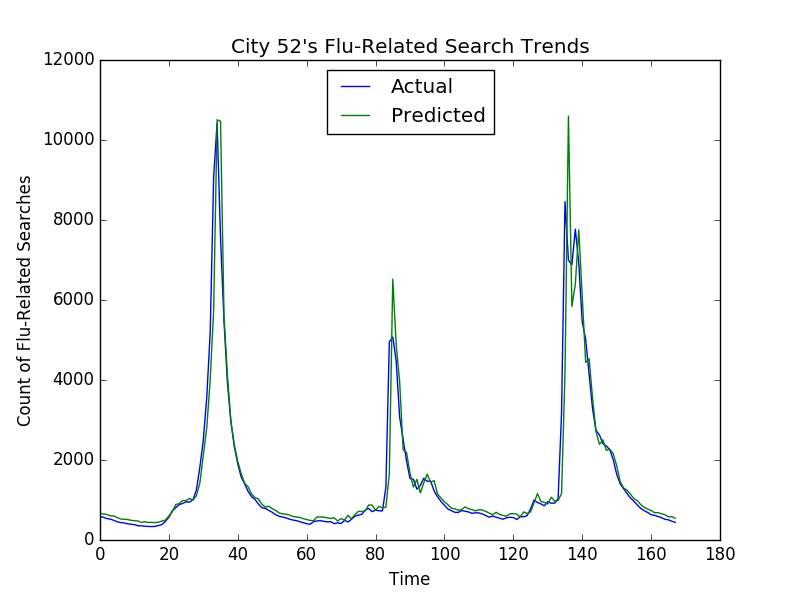 City 52's Flu-Related Search Trends
Actual
Predicted
12000
10000
8000
6000
4000
2000
0
Count of Flu-Related Searches
0 20 40 60 80 100 120 140 160 180
Time